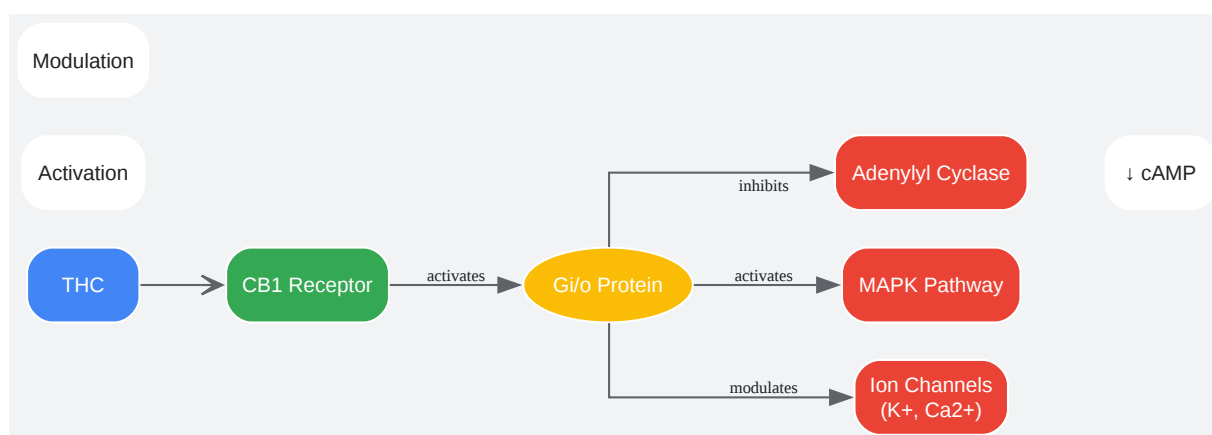 Modulation
Activation
inhibits
Adenylyl Cyclase
↓ cAMP
THC
CB1 Receptor
activates
Gi/o Protein
activates
MAPK Pathway
modulates
Ion Channels
(K+, Ca2+)